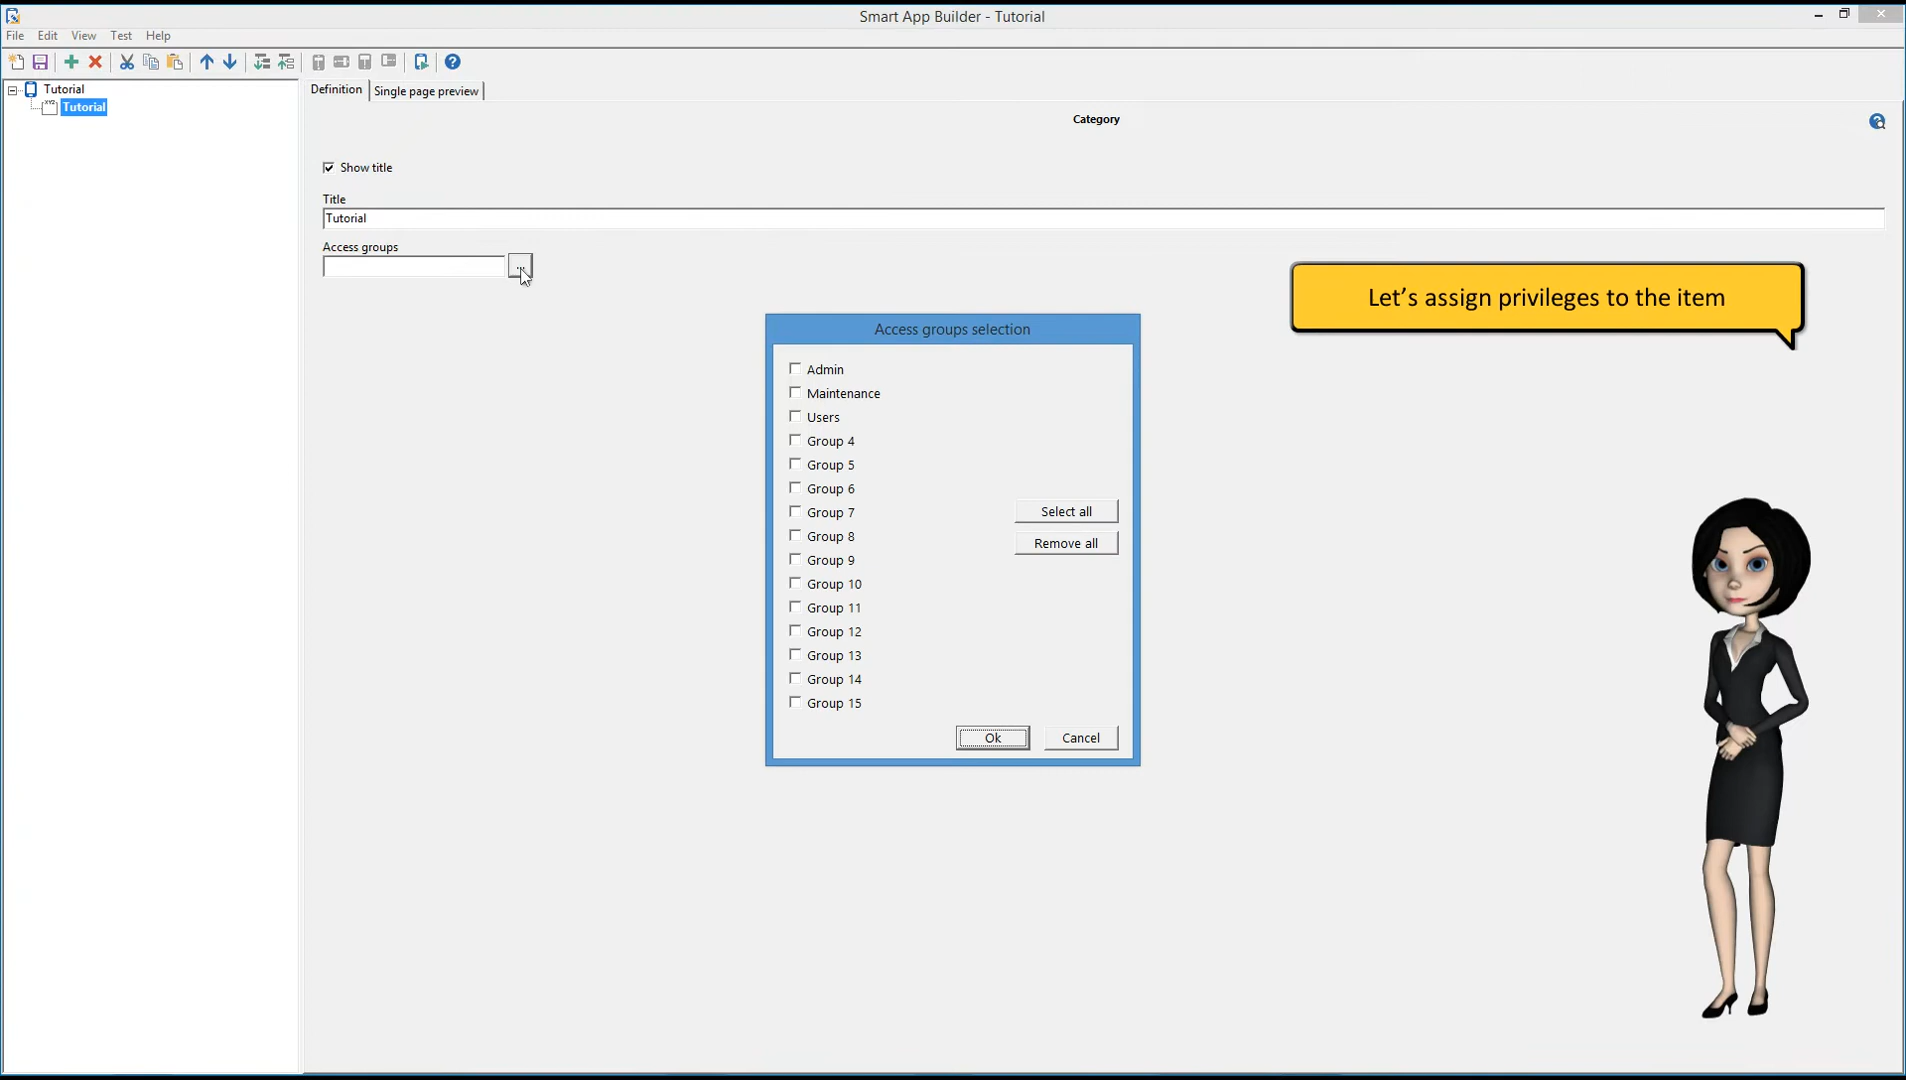 Smart App Builder - Tutorial
File Edit View Test Help
Tutorial
XYZ Tutorial
Definition Single page preview
Category
Show title
Title
Tutorial
Access groups
...
Let’s assign privileges to the item
Access groups selection
Admin
Maintenance
Users
Group 4
Group 5
Group 6
Group 7
Group 8
Group 9
Group 10
Group 11
Group 12
Group 13
Group 14
Group 15
Select all
Remove all
Ok Cancel